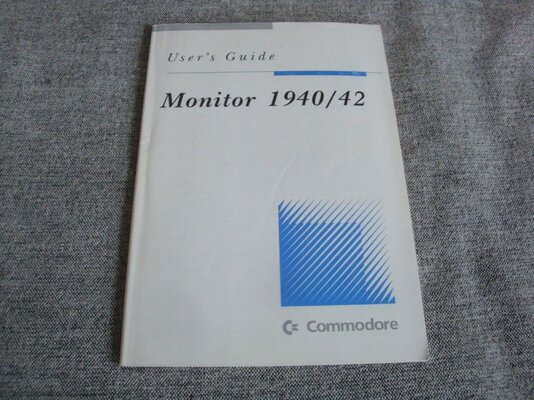 User's Guide
Monitor 1940/42
Commodore